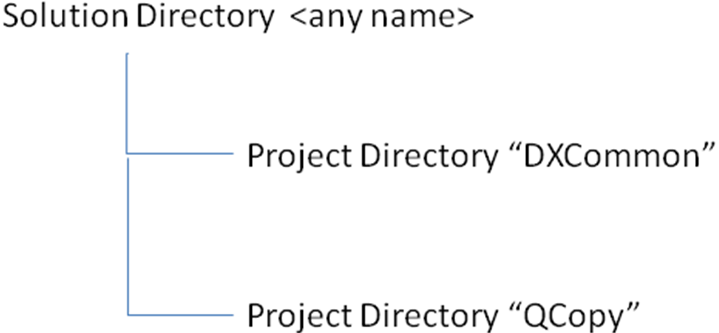 Solution Directory <any name>
Project Directory “DXCommon”
Project Directory “QCopy”